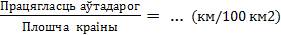 Працягласць аўтадарог
Плошча краіны
= ... (км/100 км2)